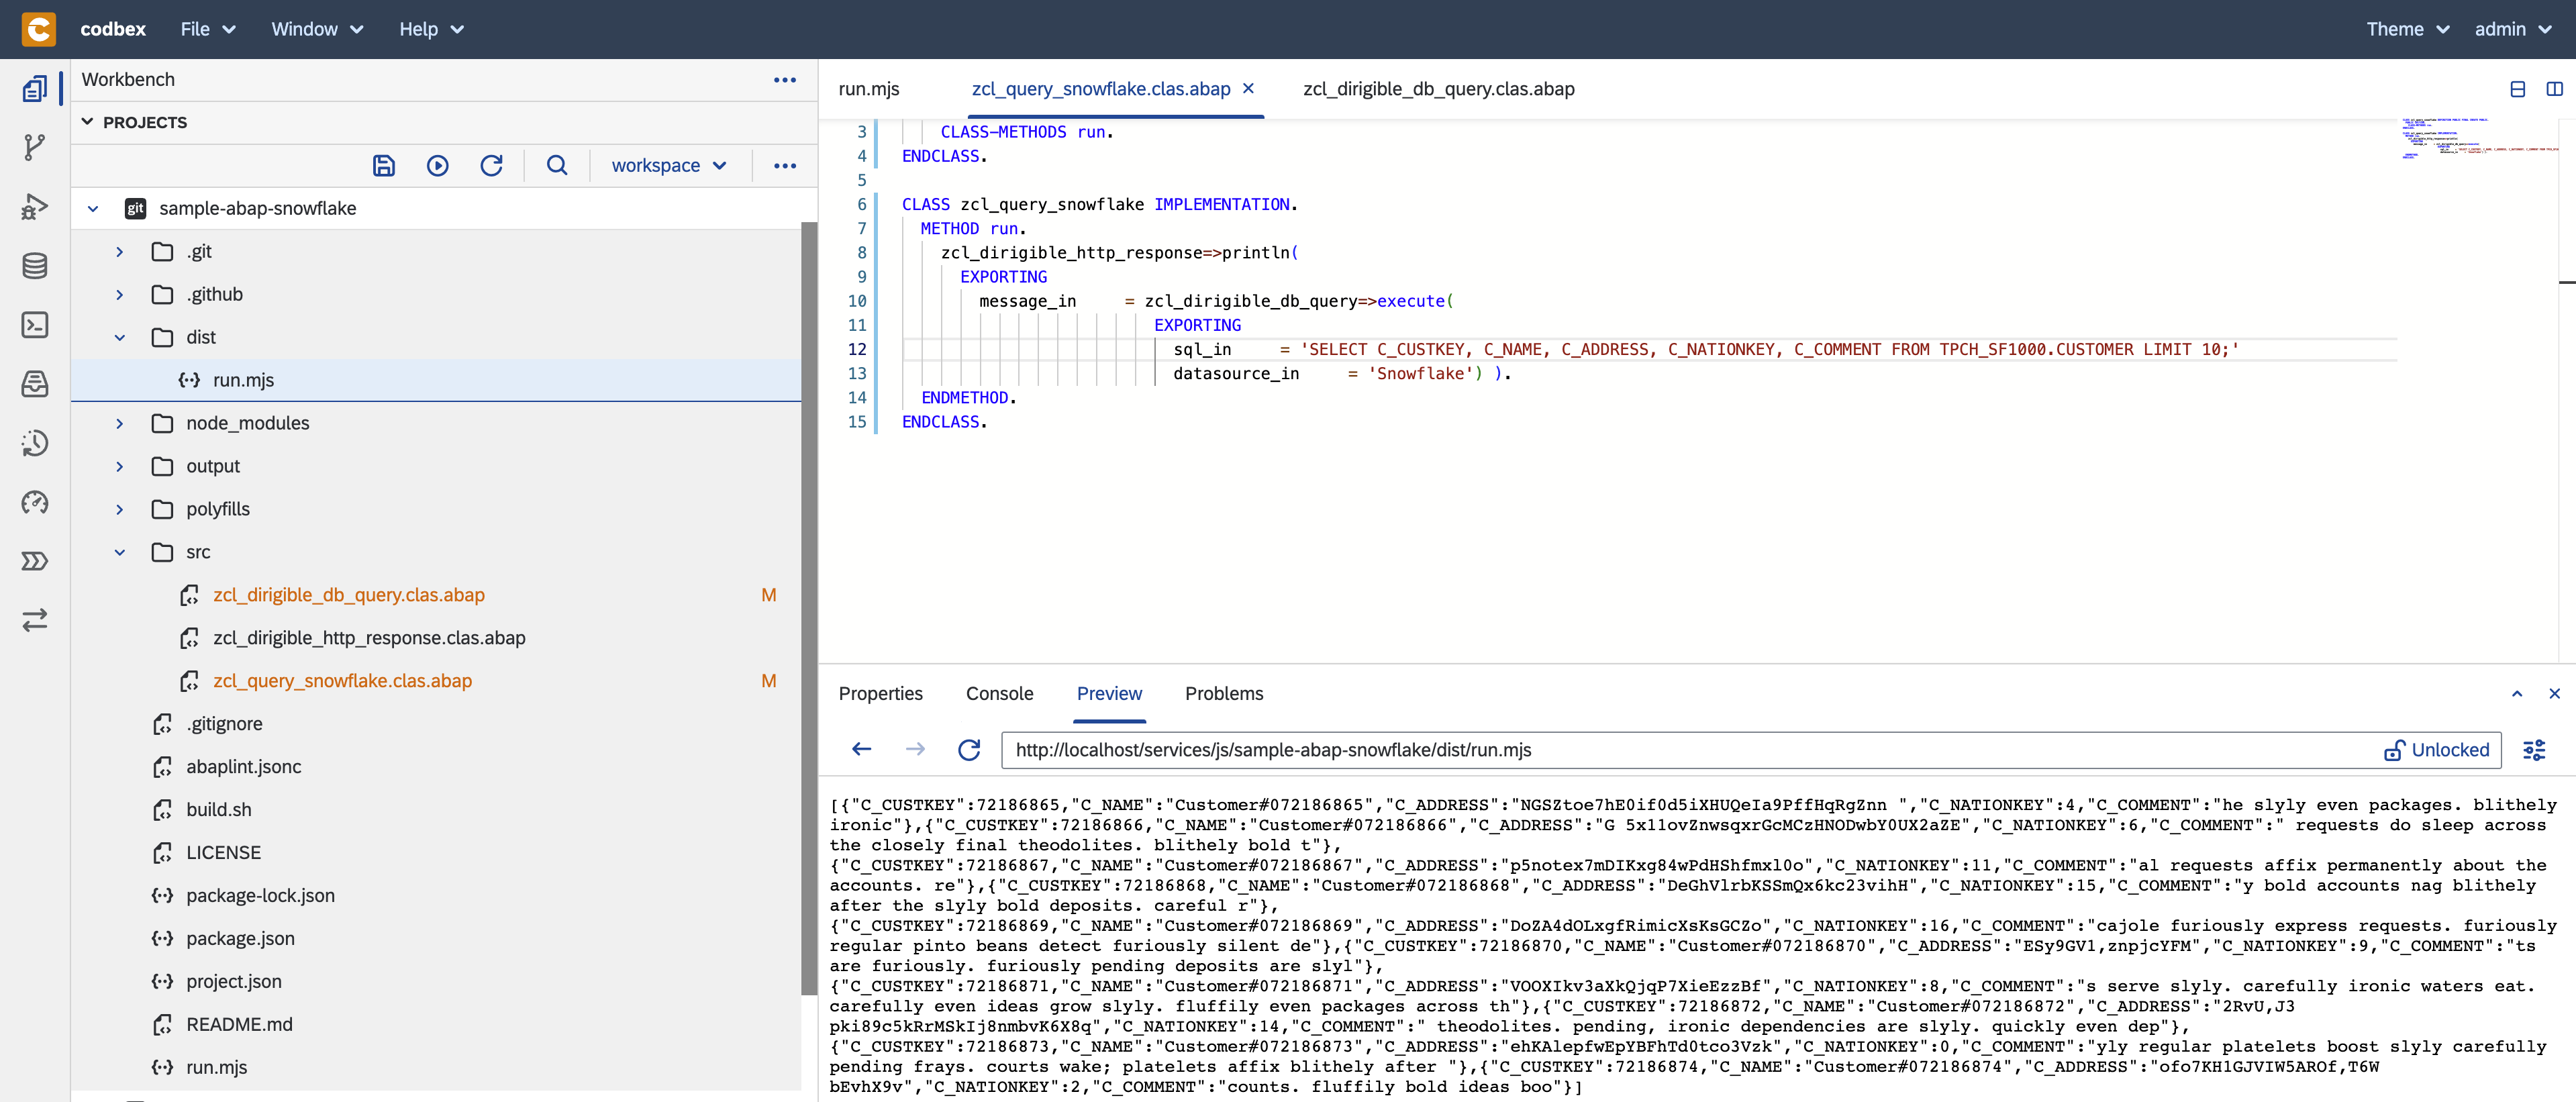 codbex File Window Help Theme admin
Workbench
PROJECTS
workspace
git sample-abap-snowflake
.git
.github
dist
run.mjs
node_modules
output
polyfills
src
zcl_dirigible_db_query.clas.abap M
zcl_dirigible_http_response.clas.abap
zcl_query_snowflake.clas.abap M
.gitignore
abaplint.jsonc
build.sh
LICENSE
package-lock.json
package.json
project.json
README.md
run.mjs
run.mjs zcl_query_snowflake.clas.abap zcl_dirigible_db_query.clas.abap
3 CLASS-METHODS run.
4 ENDCLASS.
5
6 CLASS zcl_query_snowflake IMPLEMENTATION.
7 METHOD run.
8 zcl_dirigible_http_response=>println(
9 EXPORTING
10 message_in = zcl_dirigible_db_query=>execute(
11 EXPORTING
12 sql_in = 'SELECT C_CUSTKEY, C_NAME, C_ADDRESS, C_NATIONKEY, C_COMMENT FROM TPCH_SF1000.CUSTOMER LIMIT 10;'
13 datasource_in = 'Snowflake') ).
14 ENDMETHOD.
15 ENDCLASS.
Properties Console Preview Problems
http://localhost/services/js/sample-abap-snowflake/dist/run.mjs Unlocked
[{"C_CUSTKEY":72186865,"C_NAME":"Customer#072186865","C_ADDRESS":"NGSZtoe7hE0if0d5iXHUQeIa9PffHqRgZnn ","C_NATIONKEY":4,"C_COMMENT":"he slyly even packages. blithely
ironic"},{"C_CUSTKEY":72186866,"C_NAME":"Customer#072186866","C_ADDRESS":"G 5x11ovZnwsqxrGcMCzHNODwbY0UX2aZE","C_NATIONKEY":6,"C_COMMENT":" requests do sleep across
the closely final theodolites. blithely bold t"},
{"C_CUSTKEY":72186867,"C_NAME":"Customer#072186867","C_ADDRESS":"p5notex7mDIKxg84wPdHShfmxl0o","C_NATIONKEY":11,"C_COMMENT":"al requests affix permanently about the
accounts. re"},{"C_CUSTKEY":72186868,"C_NAME":"Customer#072186868","C_ADDRESS":"DeGhVlrbKSSmQx6kc23vihH","C_NATIONKEY":15,"C_COMMENT":"y bold accounts nag blithely
after the slyly bold deposits. careful r"},
{"C_CUSTKEY":72186869,"C_NAME":"Customer#072186869","C_ADDRESS":"DoZA4dOLxgfRimicXsKsGCZo","C_NATIONKEY":16,"C_COMMENT":"cajole furiously express requests. furiously
regular pinto beans detect furiously silent de"},{"C_CUSTKEY":72186870,"C_NAME":"Customer#072186870","C_ADDRESS":"ESy9GV1,znpjcYFM","C_NATIONKEY":9,"C_COMMENT":"ts
are furiously. furiously pending deposits are slyl"},
{"C_CUSTKEY":72186871,"C_NAME":"Customer#072186871","C_ADDRESS":"VOOXIkv3aXkQjqP7XieEzzBf","C_NATIONKEY":8,"C_COMMENT":"s serve slyly. carefully ironic waters eat.
carefully even ideas grow slyly. fluffily even packages across th"},{"C_CUSTKEY":72186872,"C_NAME":"Customer#072186872","C_ADDRESS":"2RvU,J3
pki89c5kRrMSkIj8nmbvK6X8q","C_NATIONKEY":14,"C_COMMENT":" theodolites. pending, ironic dependencies are slyly. quickly even dep"},
{"C_CUSTKEY":72186873,"C_NAME":"Customer#072186873","C_ADDRESS":"ehKAlepfwEpYBFhTd0tco3Vzk","C_NATIONKEY":0,"C_COMMENT":"yly regular platelets boost slyly carefully
pending frays. courts wake; platelets affix blithely after "},{"C_CUSTKEY":72186874,"C_NAME":"Customer#072186874","C_ADDRESS":"ofo7KH1GJVIW5AROf,T6W
bEvhX9v","C_NATIONKEY":2,"C_COMMENT":"counts. fluffily bold ideas boo"}]